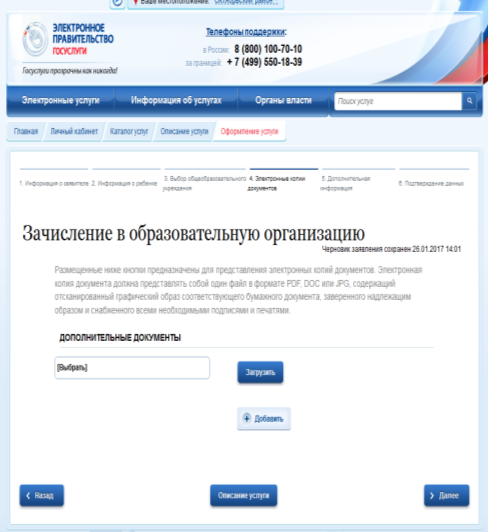 Ваше местоположение:
ЭЛЕКТРОННОЕ
ПРАВИТЕЛЬСТВО
ГОСУСЛУГИ
Госуслуги прозрачны как никогда!
Телефоны поддержки:
в России: 8 (800) 100-70-10
за границей: + 7 (499) 550-18-39
Электронные услуги Информация об услугах Органы власти Поиск услуг
Главная Личный кабинет Каталог услуг Описание услуги Оформление услуги
1. Информация о заявителе 2. Информация о ребенке 3. Выбор общеобразовательного учреждения 4. Электронные копии документов 5. Дополнительная информация 6. Подтверждение данных
Зачисление в образовательную организацию
Черновик заявления сохранен 26.01.2017 14:01
Размещенные ниже кнопки предназначены для представления электронных копий документов. Электронная
копия документа должна представлять собой один файл в формате PDF, DOC или JPG, содержащий
отсканированный графический образ соответствующего бумажного документа, заверенного надлежащим
образом и снабженного всеми необходимыми подписями и печатями.
ДОПОЛНИТЕЛЬНЫЕ ДОКУМЕНТЫ
[Выбрать] Загрузить
Добавить
Назад Описание услуги Далее